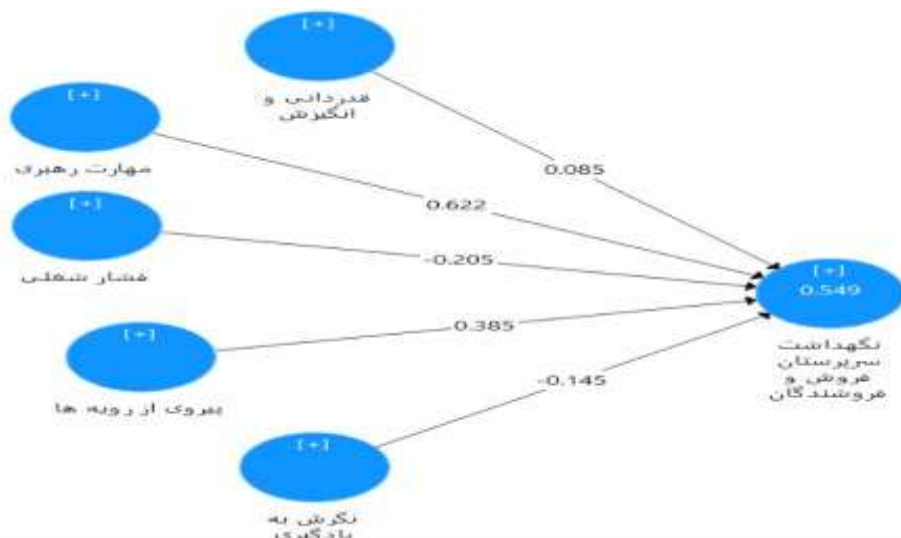 [+]
قدردانی و
انگیزش
[+]
مهارت رهبری
[+]
فشار شغلی
[+]
پیروی از رویه ها
[+]
نگرش به
یادگیری
0.085
0.622
-0.205
0.385
-0.145
[+]
0.549
نگهداشت
سرپرستان
فروش و
فروشندگان